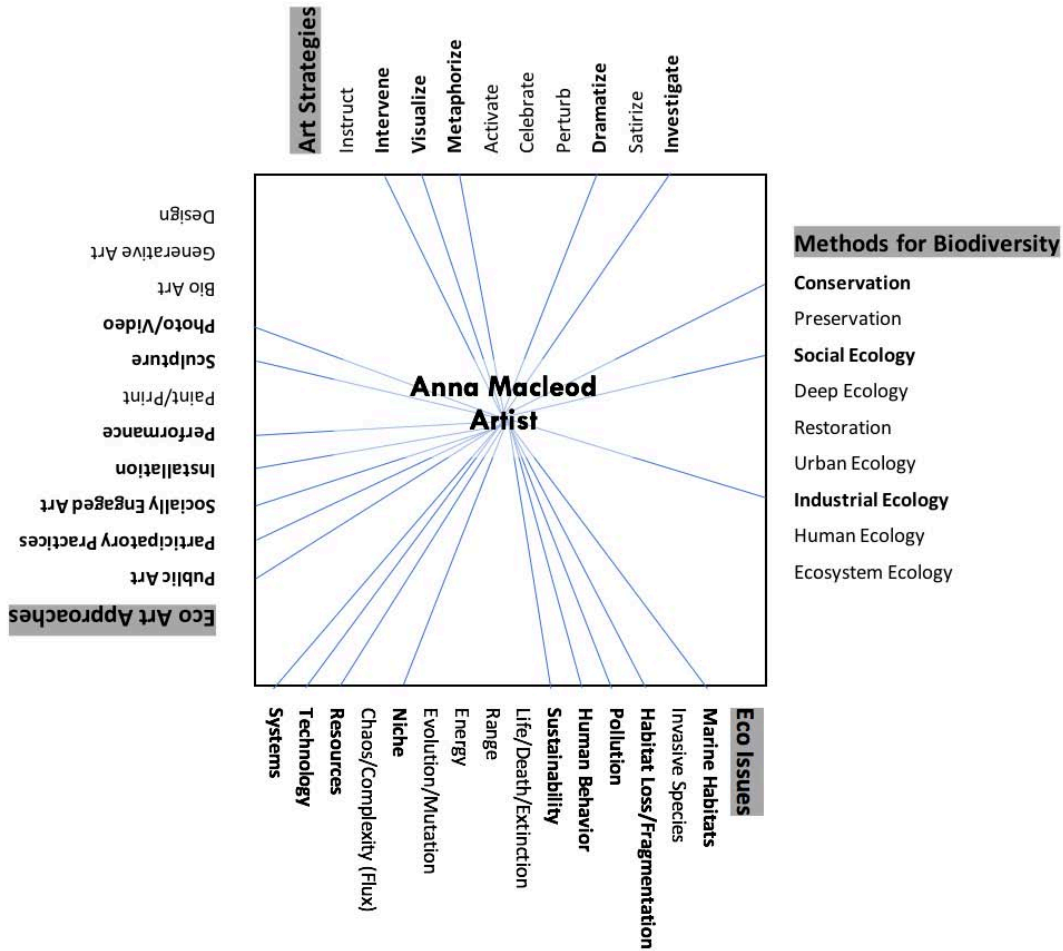 Art Strategies
Instruct
Intervene
Visualize
Metaphorize
Activate
Celebrate
Perturb
Dramatize
Satirize
Investigate
Methods for Biodiversity
Conservation
Preservation
Social Ecology
Deep Ecology
Restoration
Urban Ecology
Industrial Ecology
Human Ecology
Ecosystem Ecology
Eco Issues
Marine Habitats
Invasive Species
Habitat Loss/Fragmentation
Pollution
Human Behavior
Sustainability
Life/Death/Extinction
Range
Energy
Evolution/Mutation
Niche
Chaos/Complexity (Flux)
Resources
Technology
Systems
Eco Art Approaches
Public Art
Participatory Practices
Socially Engaged Art
Installation
Performance
Paint/Print
Sculpture
Photo/Video
Bio Art
Generative Art
Design
Anna Macleod
Artist